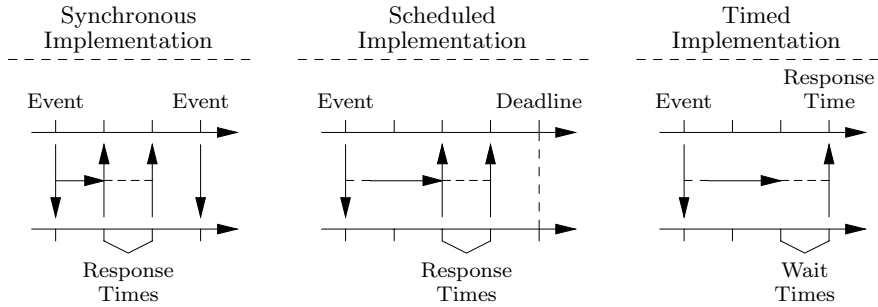 Synchronous
Implementation
Event
Event
Response
Times
Scheduled
Implementation
Event
Deadline
Response
Times
Timed
Implementation
Event
Response
Time
Wait
Times